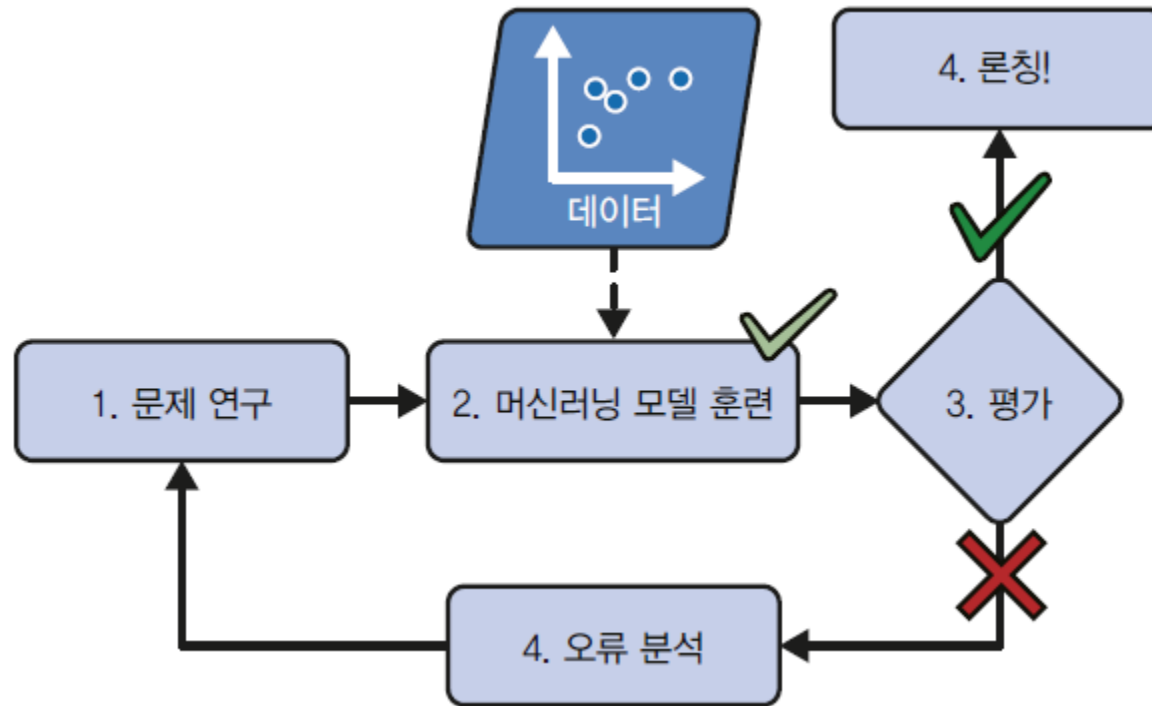 데이터
4. 론칭!
1. 문제 연구
2. 머신러닝 모델 훈련
3. 평가
4. 오류 분석